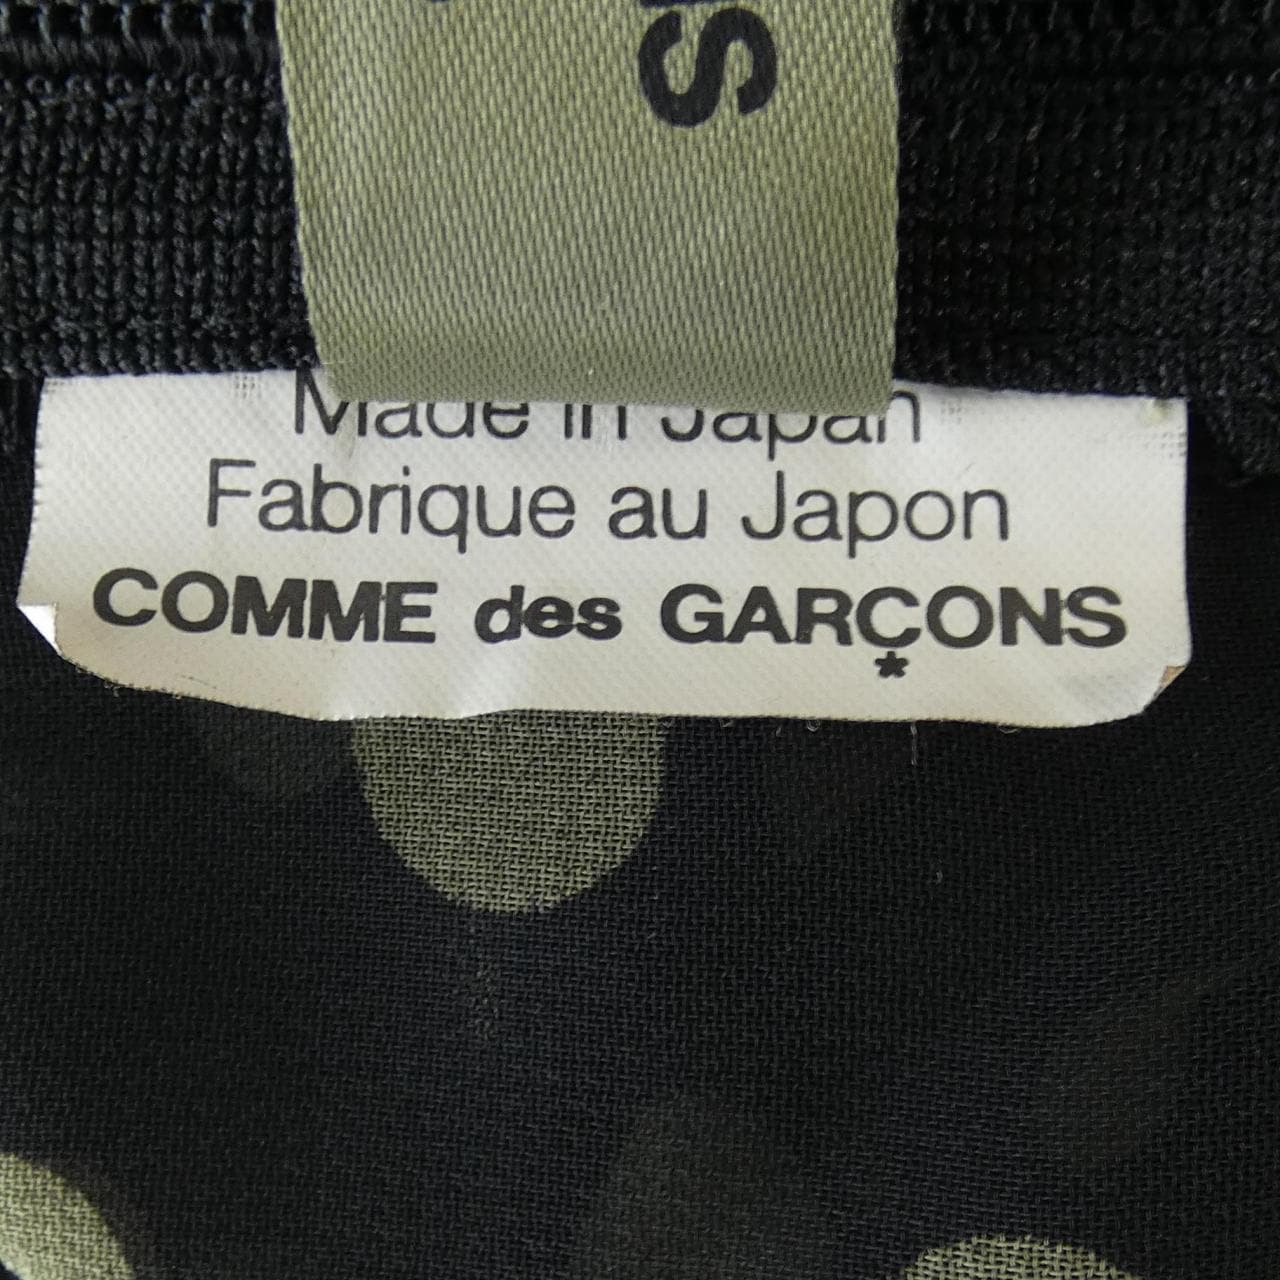 S
Made in Japan
Fabrique au Japon
COMME des GARÇONS
*